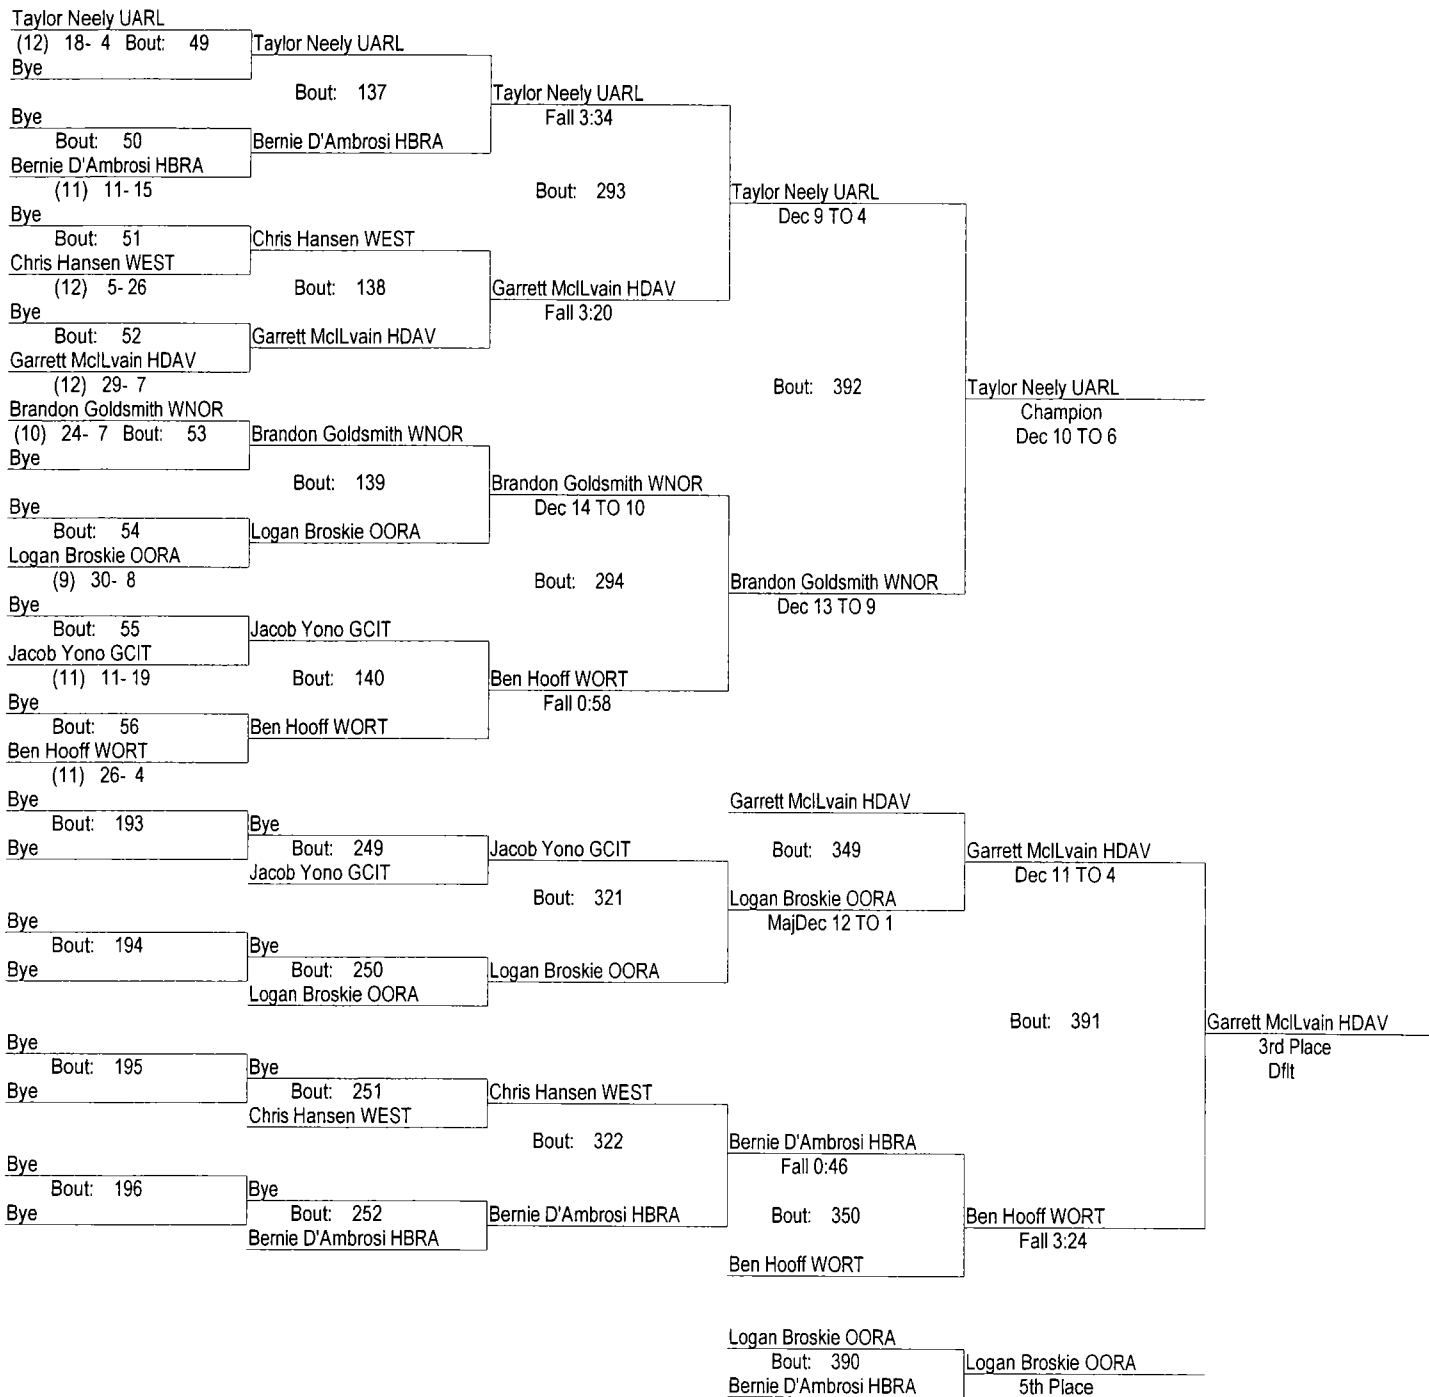 Taylor Neely UARL
(12) 18- 4 Bout: 49
Bye
Taylor Neely UARL
Bout: 137
Bye
Bout: 50
Bernie D'Ambrosi HBRA
(11) 11-15
Bernie D'Ambrosi HBRA
Taylor Neely UARL
Fall 3:34
Bout: 293
Bye
Bout: 51
Chris Hansen WEST
(12) 5-26
Chris Hansen WEST
Bout: 138
Bye
Bout: 52
Garrett McILvain HDAV
(12) 29- 7
Garrett McILvain HDAV
Garrett McILvain HDAV
Fall 3:20
Taylor Neely UARL
Dec 9 TO 4
Bout: 392
Taylor Neely UARL
Champion
Dec 10 TO 6
Brandon Goldsmith WNOR
(10) 24- 7 Bout: 53
Bye
Brandon Goldsmith WNOR
Bout: 139
Bye
Bout: 54
Logan Broskie OORA
(9) 30- 8
Logan Broskie OORA
Brandon Goldsmith WNOR
Dec 14 TO 10
Bout: 294
Brandon Goldsmith WNOR
Dec 13 TO 9
Bye
Bout: 55
Jacob Yono GCIT
(11) 11-19
Jacob Yono GCIT
Bout: 140
Bye
Bout: 56
Ben Hooff WORT
(11) 26- 4
Ben Hooff WORT
Ben Hooff WORT
Fall 0:58
Bye
Bout: 193
Bye
Bye
Bout: 249
Jacob Yono GCIT
Jacob Yono GCIT
Bout: 321
Bye
Bout: 194
Bye
Bye
Bout: 250
Logan Broskie OORA
Logan Broskie OORA
Garrett McILvain HDAV
Bout: 349
Logan Broskie OORA
MajDec 12 TO 1
Garrett McILvain HDAV
Dec 11 TO 4
Bout: 391
Garrett McILvain HDAV
3rd Place
Dflt
Bye
Bout: 195
Bye
Bye
Bout: 251
Chris Hansen WEST
Chris Hansen WEST
Bout: 322
Bye
Bout: 196
Bye
Bye
Bout: 252
Bernie D'Ambrosi HBRA
Bernie D'Ambrosi HBRA
Bernie D'Ambrosi HBRA
Fall 0:46
Bout: 350
Ben Hooff WORT
Ben Hooff WORT
Fall 3:24
Logan Broskie OORA
Bout: 390
Bernie D'Ambrosi HBRA
Logan Broskie OORA
5th Place